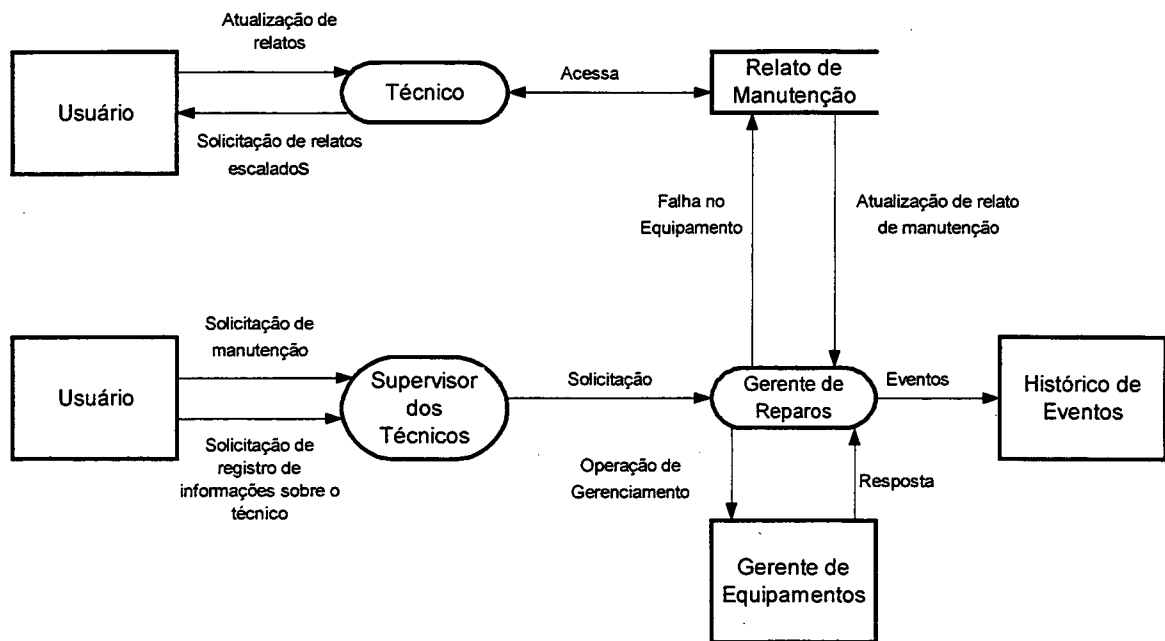 Atualização de
relatos
Usuário
Técnico
Acessa
Relato de
Manutenção
Solicitação de relatos
escaladoS
Falha no
Equipamento
Atualização de relato
de manutenção
Solicitação de
manutenção
Usuário
Supervisor
dos
Técnicos
Solicitação
Gerente de
Reparos
Eventos
Histórico de
Eventos
Solicitação de
registro de
informações sobre o
técnico
Operação de
Gerenciamento
Resposta
Gerente de
Equipamentos